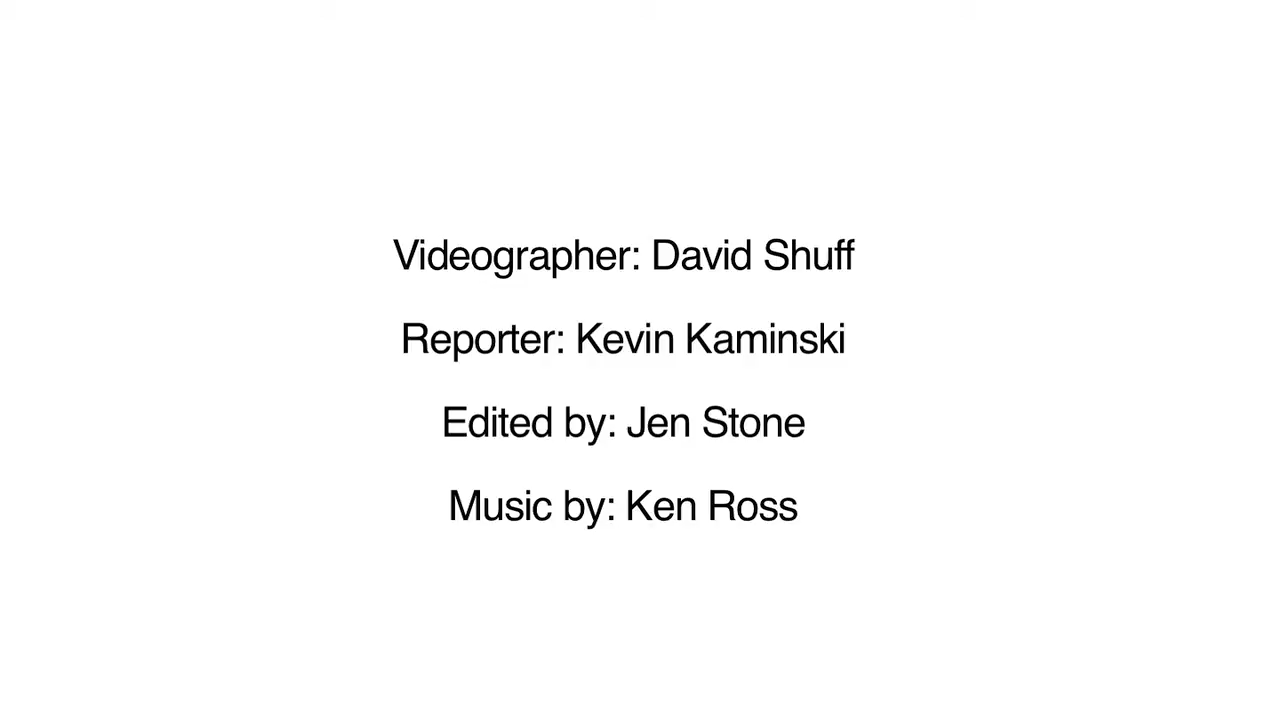 Videographer: David Shuff
Reporter: Kevin Kaminski
Edited by: Jen Stone
Music by: Ken Ross